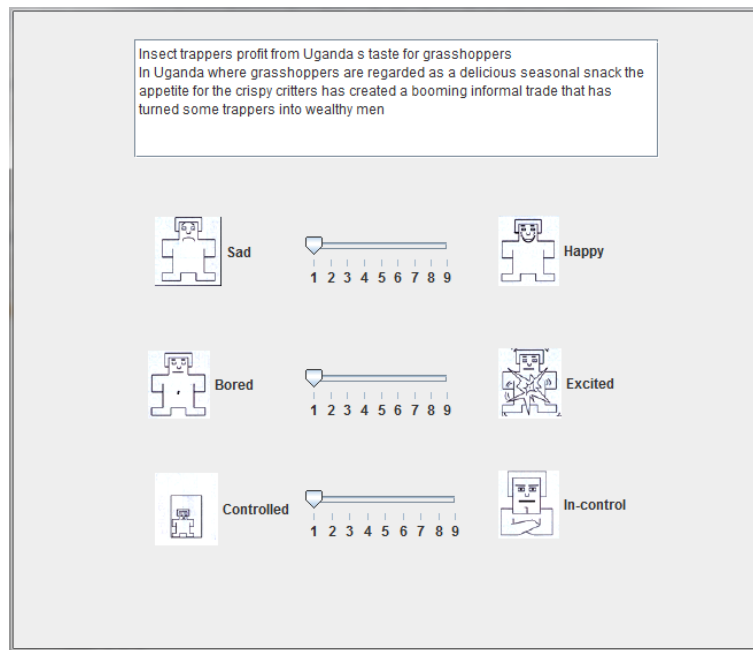 Insect trappers profit from Uganda s taste for grasshoppers
In Uganda where grasshoppers are regarded as a delicious seasonal snack the
appetite for the crispy critters has created a booming informal trade that has
turned some trappers into wealthy men
Sad
Happy
1 2 3 4 5 6 7 8 9
Bored
Excited
1 2 3 4 5 6 7 8 9
Controlled
In-control
1 2 3 4 5 6 7 8 9